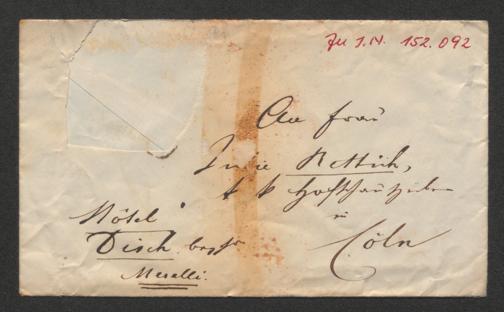 Zu I.N. 152.092
An Frau
Julie Rettich,
k k Hofschauspielerin
in
Cöln
Hôtel
Disch
Merelli.